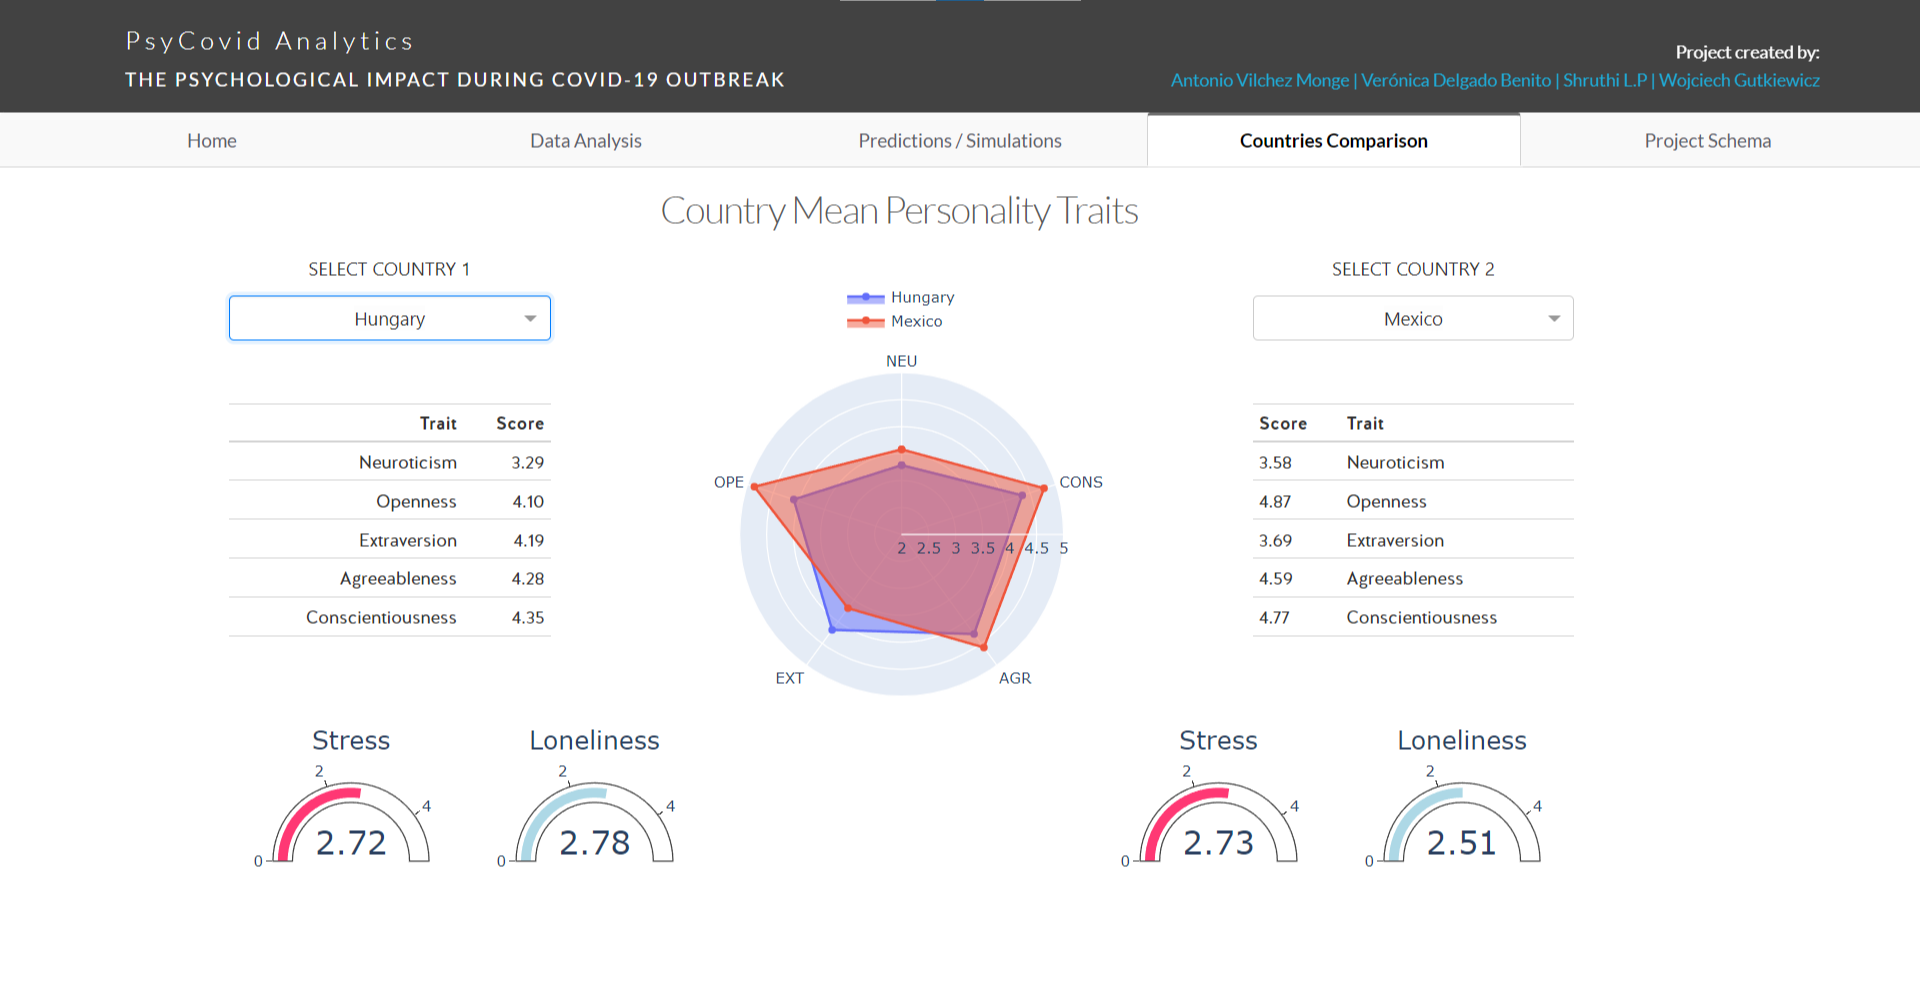 PsyCovid Analytics
THE PSYCHOLOGICAL IMPACT DURING COVID-19 OUTBREAK
Project created by:
Antonio Vilchez Monge | Verónica Delgado Benito | Shruthi L.P | Wojciech Gutkiewicz
Home Data Analysis Predictions / Simulations Countries Comparison Project Schema
Country Mean Personality Traits
SELECT COUNTRY 1
Hungary
Trait Score
Neuroticism 3.29
Openness 4.10
Extraversion 4.19
Agreeableness 4.28
Conscientiousness 4.35
Hungary
Mexico
NEU
OPE
CONS
2 2.5 3 3.5 4 4.5 5
EXT
AGR
SELECT COUNTRY 2
Mexico
Score Trait
3.58 Neuroticism
4.87 Openness
3.69 Extraversion
4.59 Agreeableness
4.77 Conscientiousness
Stress
0 2 4
2.72
Loneliness
0 2 4
2.78
Stress
0 2 4
2.73
Loneliness
0 2 4
2.51